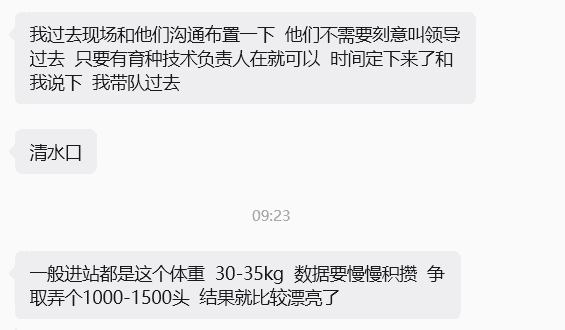 我过去现场和他们沟通布置一下  他们不需要刻意叫领导
过去  只要有育种技术负责人在就可以  时间定下来了和
我说下  我带队过去
清水口
09:23
一般进站都是这个体重  30-35kg  数据要慢慢积攒  争
取弄个1000-1500头  结果就比较漂亮了